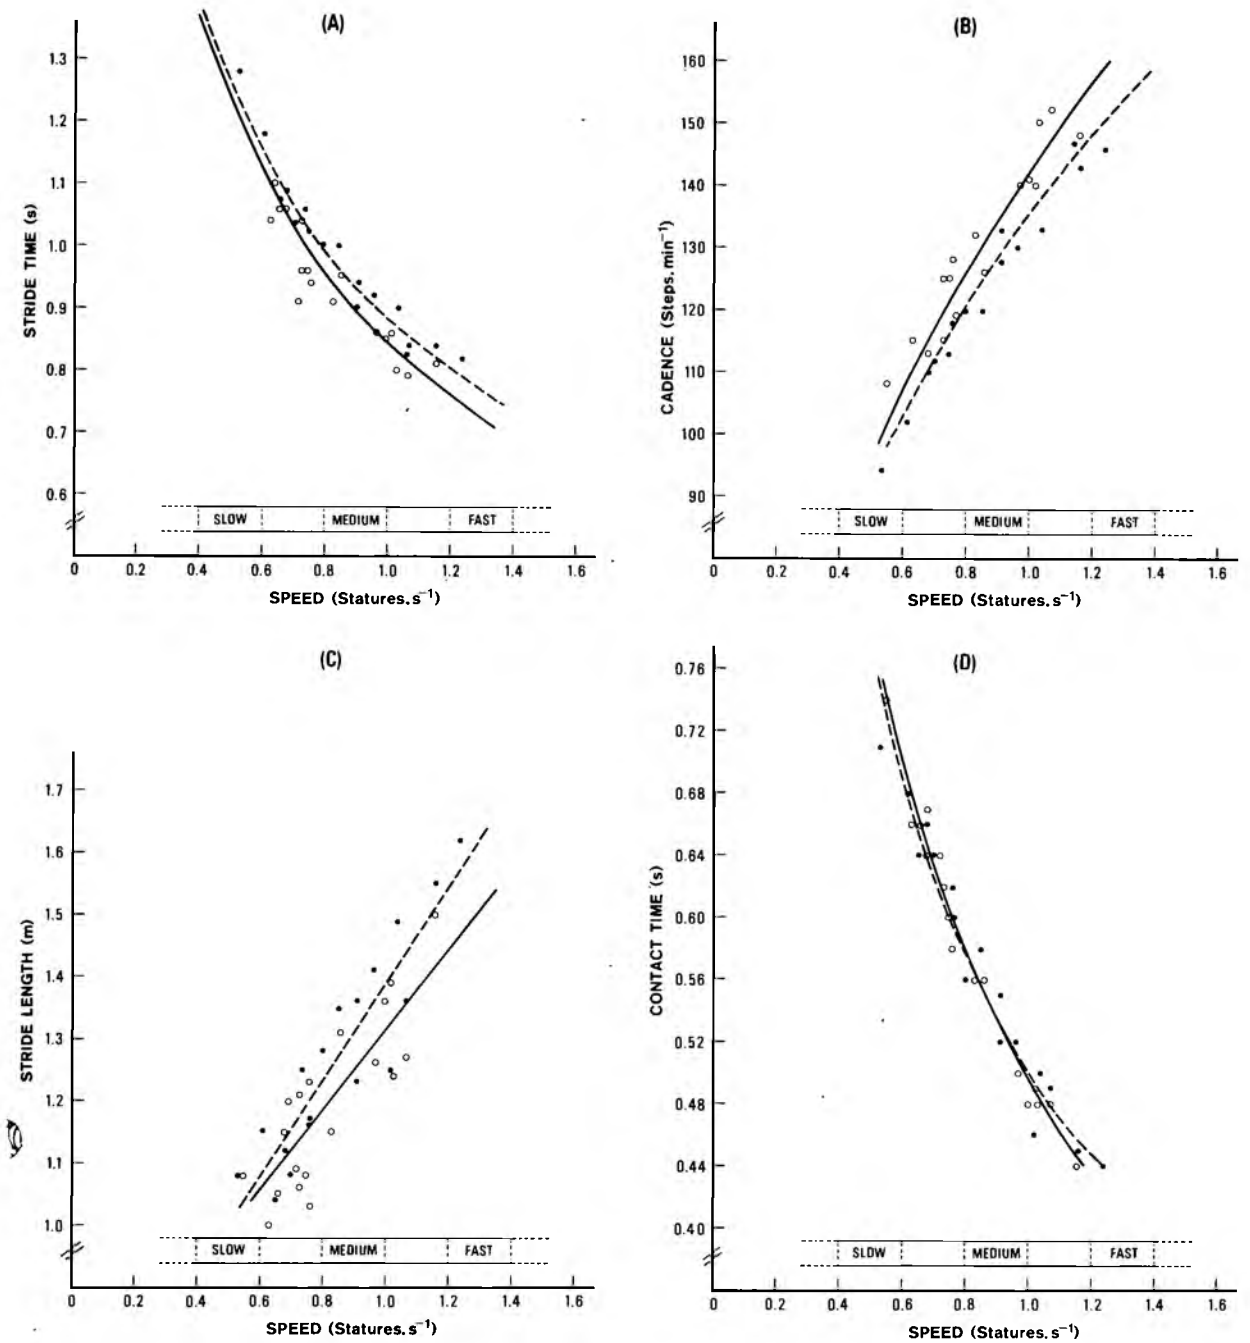 (A)
STRIDE TIME (s)
1.3
1.2
1.1
1.0
0.9
0.8
0.7
0.6
SLOW MEDIUM FAST
0 0.2 0.4 0.6 0.8 1.0 1.2 1.4 1.6
SPEED (Statures.s⁻¹)
(B)
CADENCE (Steps.min⁻¹)
160
150
140
130
120
110
100
90
SLOW MEDIUM FAST
0 0.2 0.4 0.6 0.8 1.0 1.2 1.4 1.6
SPEED (Statures.s⁻¹)
(C)
STRIDE LENGTH (m)
1.7
1.6
1.5
1.4
1.3
1.2
1.1
1.0
SLOW MEDIUM FAST
0 0.2 0.4 0.6 0.8 1.0 1.2 1.4 1.6
SPEED (Statures.s⁻¹)
(D)
CONTACT TIME (s)
0.76
0.72
0.68
0.64
0.60
0.56
0.52
0.48
0.44
0.40
SLOW MEDIUM FAST
0 0.2 0.4 0.6 0.8 1.0 1.2 1.4 1.6
SPEED (Statures.s⁻¹)